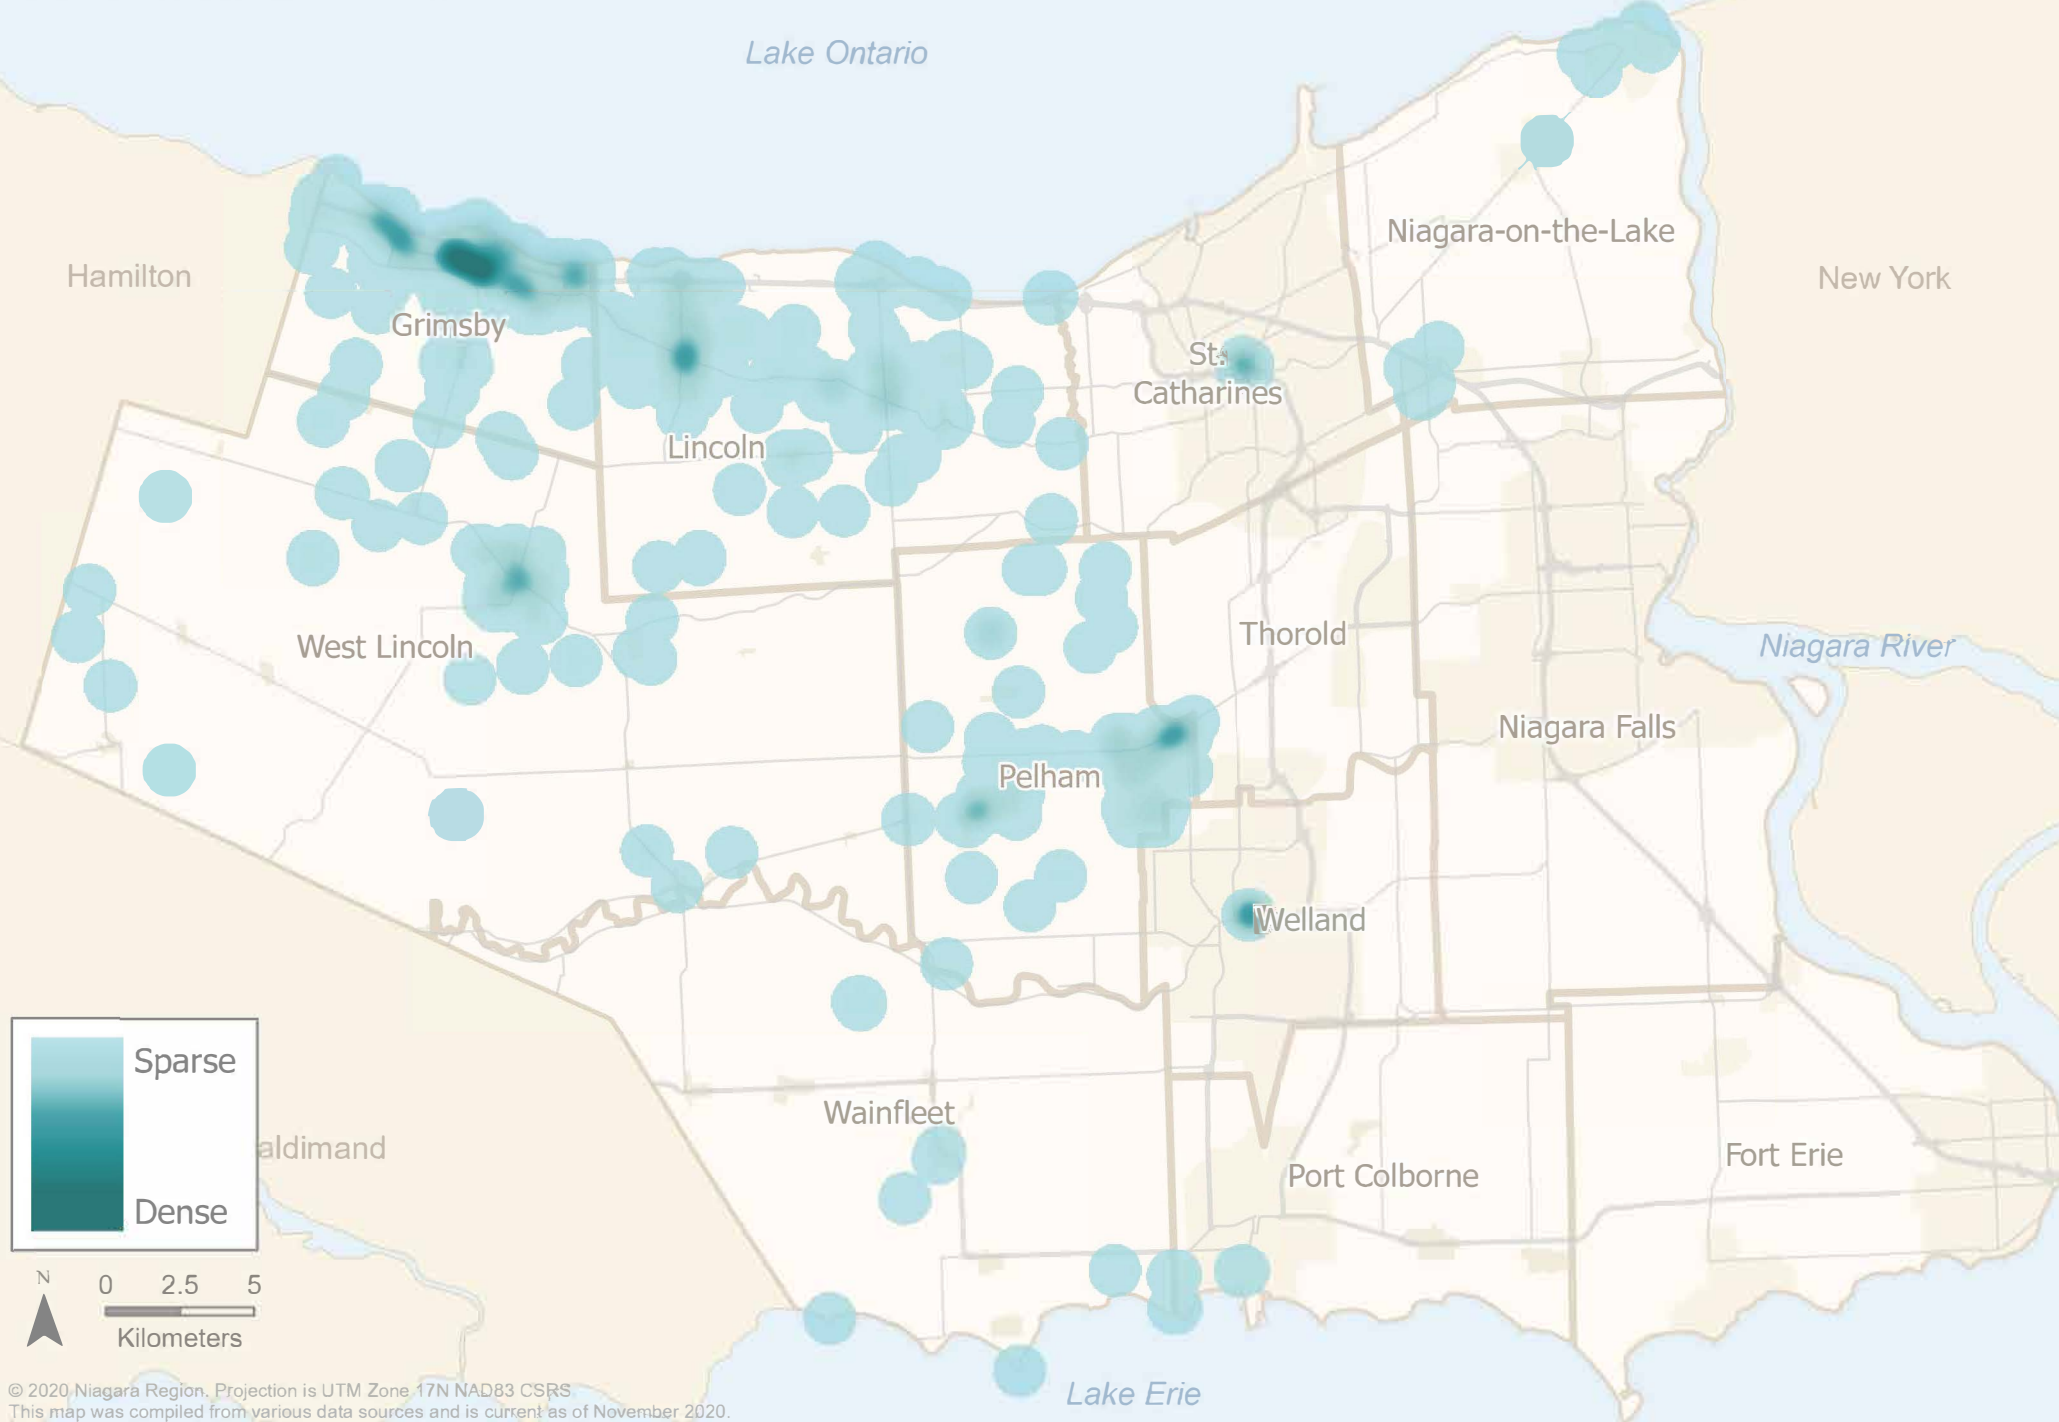 Lake Ontario
Niagara-on-the-Lake
Hamilton
New York
Grimsby
St.
Catharines
Lincoln
West Lincoln
Thorold
Niagara River
Niagara Falls
Pelham
Welland
Sparse
Dense
Wainfleet
aldimand
Fort Erie
Port Colborne
N
0 2.5 5
Kilometers
Lake Erie
© 2020 Niagara Region. Projection is UTM Zone 17N NAD83 CSRS
This map was compiled from various data sources and is current as of November 2020.